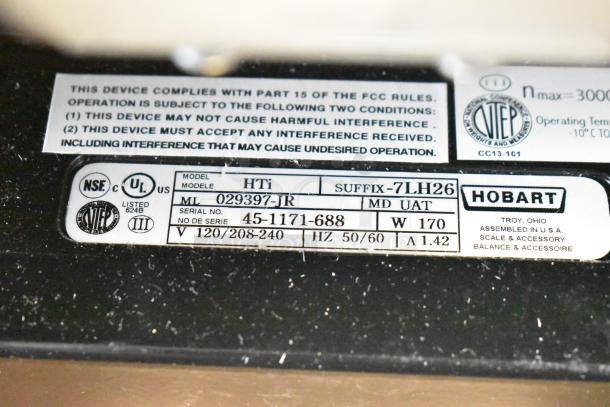 THIS DEVICE COMPLIES WITH PART 15 OF THE FCC RULES.
OPERATION IS SUBJECT TO THE FOLLOWING TWO CONDITIONS:
(1) THIS DEVICE MAY NOT CAUSE HARMFUL INTERFERENCE .
(2) THIS DEVICE MUST ACCEPT ANY INTERFERENCE RECEIVED,
INCLUDING INTERFERENCE THAT MAY CAUSE UNDESIRED OPERATION.
III
nmax=3000
NATIONAL CONFERENCE
NTEP
WEIGHTS AND
Operating Temp
-10°C TO
CC13-101
NSE
C UL US
LISTED
624B
NTEP
III
MODEL
MODELE HTi SUFFIX-7LH26
ML 029397-JR MD UAT
SERIAL NO.
NO DE SERIE 45-1171-688 W 170
V 120/208-240 HZ 50/60 A 1.42
HOBART
TROY, OHIO
ASSEMBLED IN U.S.A.
SCALE & ACCESSORY
BALANCE & ACCESSOIRE